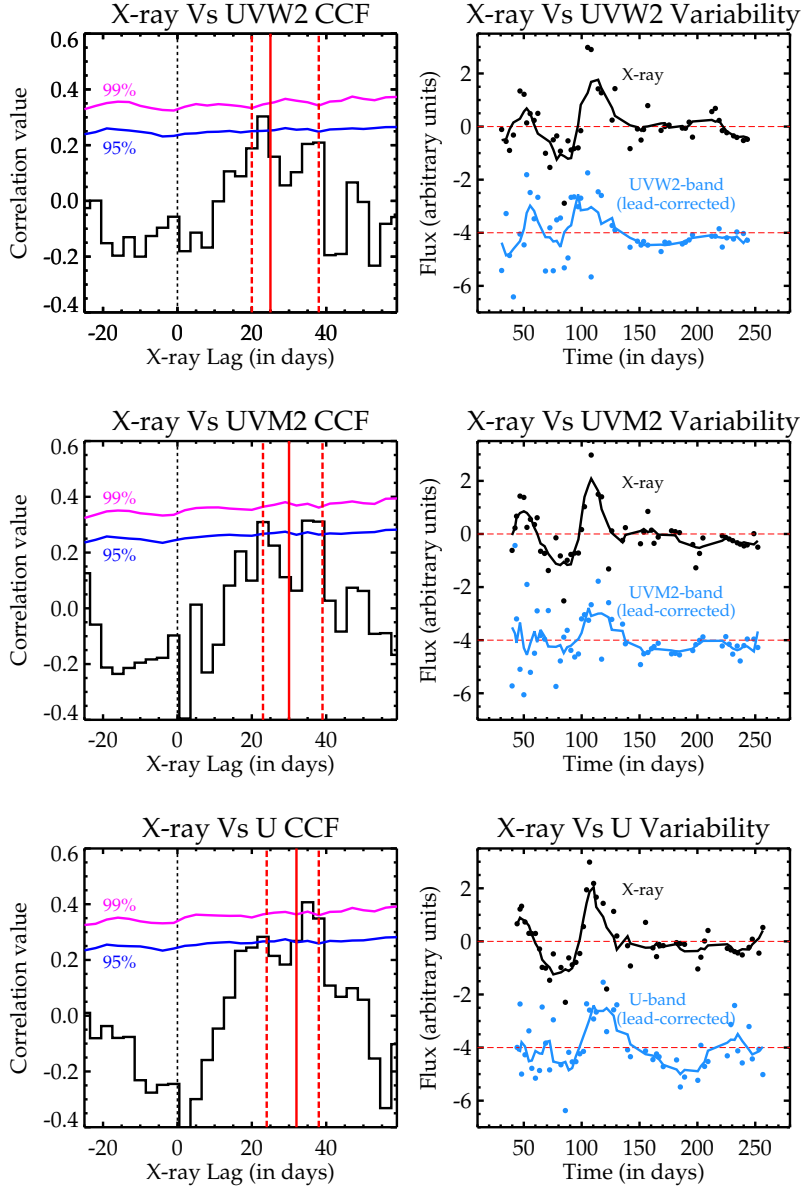 X-ray Vs UVW2 CCF
0.6
0.4
0.2
0.0
-0.2
-0.4
Correlation value
99%
95%
-20 0 20 40
X-ray Lag (in days)
X-ray Vs UVW2 Variability
2
0
-2
-4
-6
Flux (arbitrary units)
X-ray
UVW2-band
(lead-corrected)
50 100 150 200 250
Time (in days)
X-ray Vs UVM2 CCF
0.6
0.4
0.2
0.0
-0.2
-0.4
Correlation value
99%
95%
-20 0 20 40
X-ray Lag (in days)
X-ray Vs UVM2 Variability
2
0
-2
-4
-6
Flux (arbitrary units)
X-ray
UVM2-band
(lead-corrected)
50 100 150 200 250
Time (in days)
X-ray Vs U CCF
0.6
0.4
0.2
0.0
-0.2
-0.4
Correlation value
99%
95%
-20 0 20 40
X-ray Lag (in days)
X-ray Vs U Variability
2
0
-2
-4
-6
Flux (arbitrary units)
X-ray
U-band
(lead-corrected)
50 100 150 200 250
Time (in days)